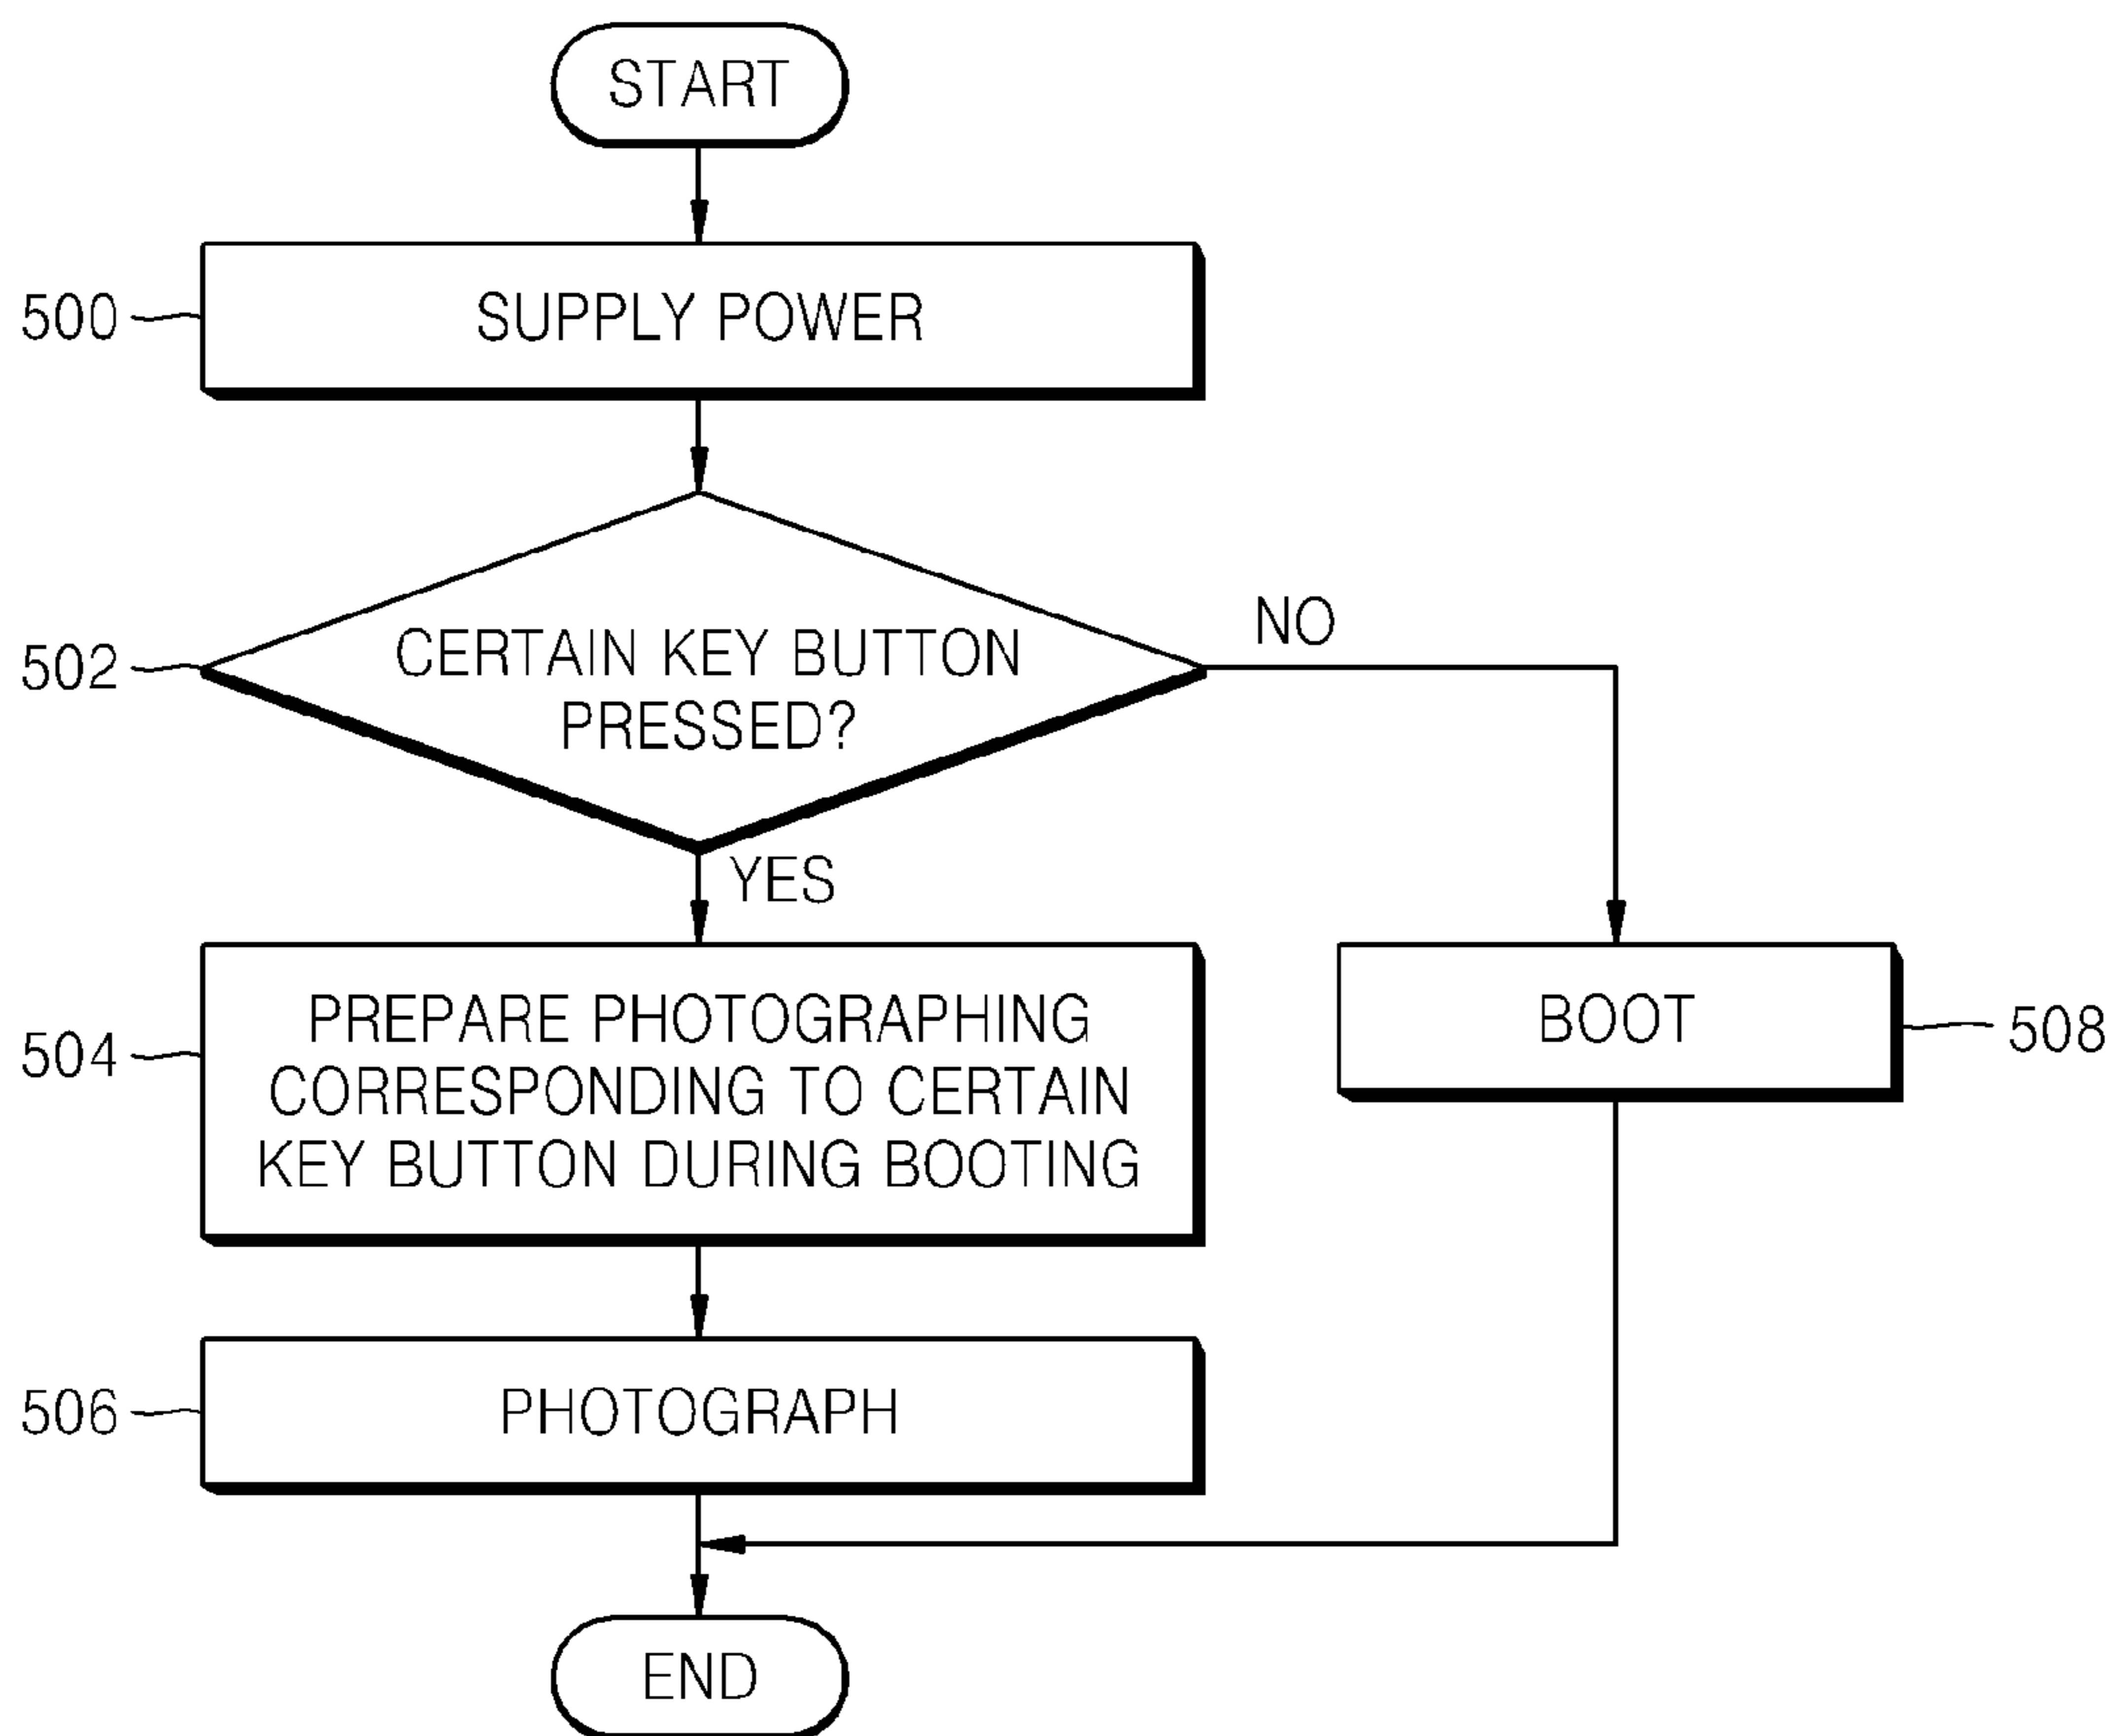 START
500
SUPPLY POWER
502
CERTAIN KEY BUTTON
PRESSED?
NO
YES
504
PREPARE PHOTOGRAPHING
CORRESPONDING TO CERTAIN
KEY BUTTON DURING BOOTING
BOOT
508
506
PHOTOGRAPH
END